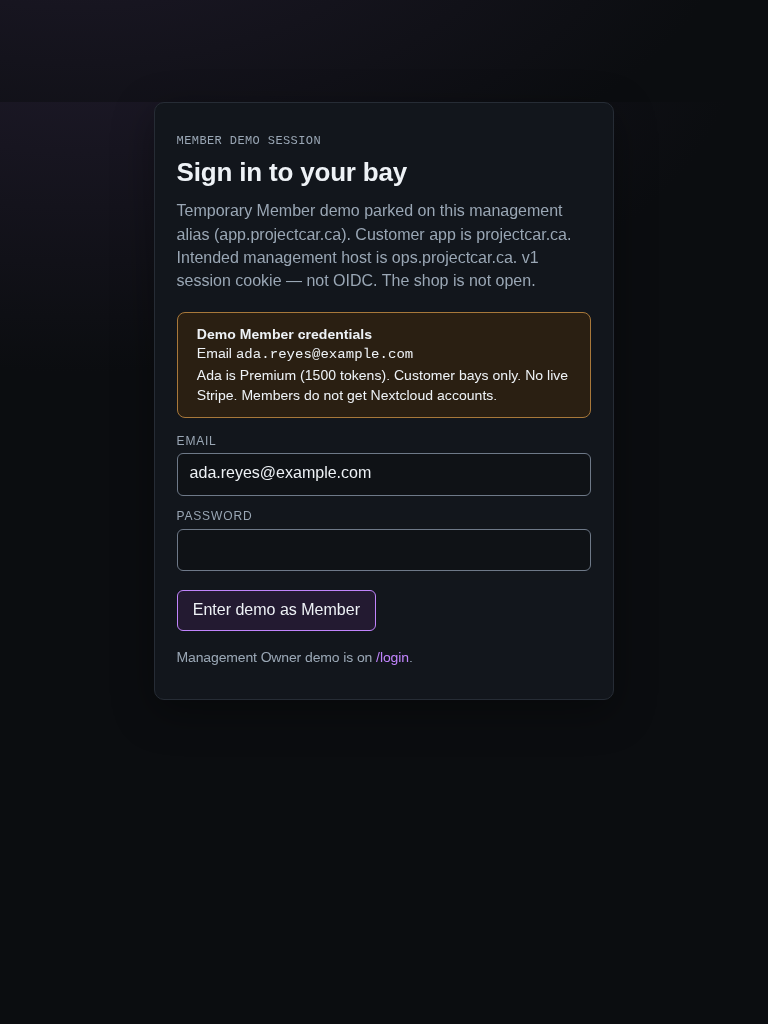 MEMBER DEMO SESSION
Sign in to your bay
Temporary Member demo parked on this management
alias (app.projectcar.ca). Customer app is projectcar.ca.
Intended management host is ops.projectcar.ca. v1
session cookie — not OIDC. The shop is not open.
Demo Member credentials
Email ada.reyes@example.com
Ada is Premium (1500 tokens). Customer bays only. No live
Stripe. Members do not get Nextcloud accounts.
EMAIL
ada.reyes@example.com
PASSWORD
Enter demo as Member
Management Owner demo is on /login.